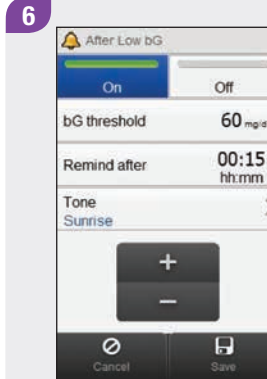 6
After Low bG
On Off
bG threshold 60 mg/d
Remind after 00:15
hh:mm
Tone
Sunrise
+
−
Cancel Save